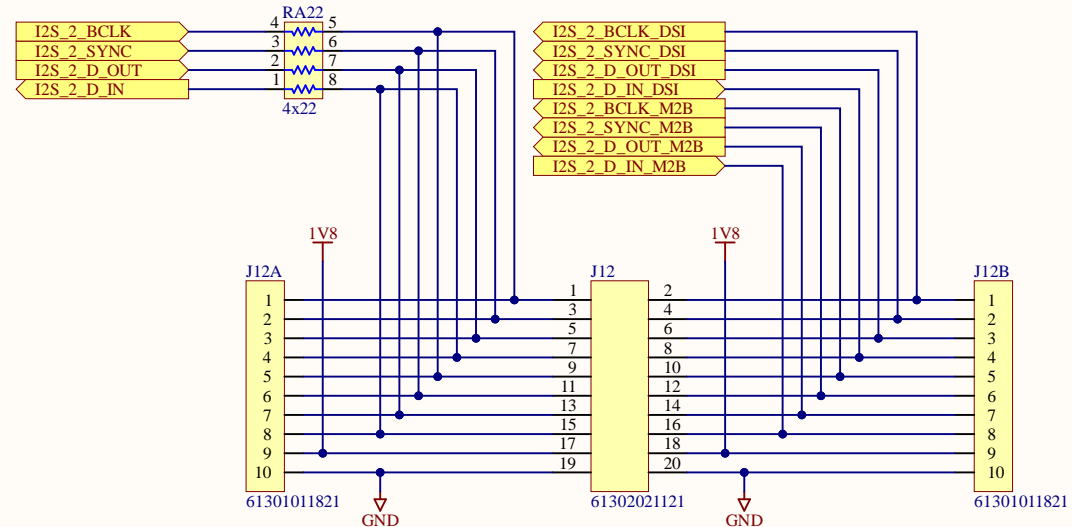 RA22
I2S_2_BCLK 4 5
I2S_2_SYNC 3 6
I2S_2_D_OUT 2 7
I2S_2_D_IN 1 8
4x22
I2S_2_BCLK_DSI
I2S_2_SYNC_DSI
I2S_2_D_OUT_DSI
I2S_2_D_IN_DSI
I2S_2_BCLK_M2B
I2S_2_SYNC_M2B
I2S_2_D_OUT_M2B
I2S_2_D_IN_M2B
1V8 1V8
J12A J12 J12B
1 1 2 1
2 3 4 2
3 5 6 3
4 7 8 4
5 9 10 5
6 11 12 6
7 13 14 7
8 15 16 8
9 17 18 9
10 19 20 10
61301011821 61302021121 61301011821
GND GND